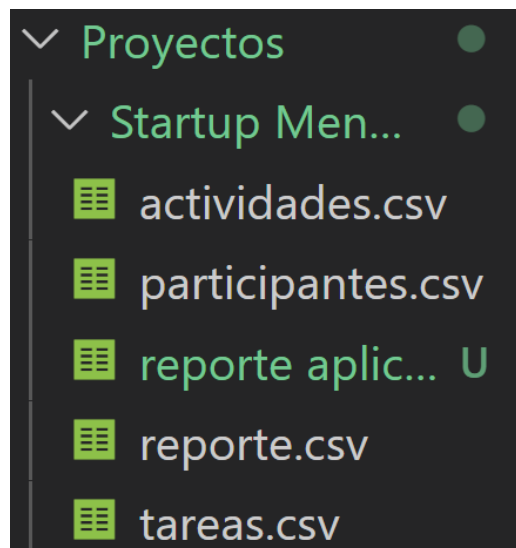 Proyectos
Startup Men...
actividades.csv
participantes.csv
reporte aplic... U
reporte.csv
tareas.csv